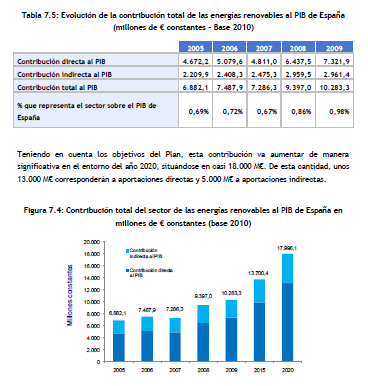 Tabla 7.5: Evolución de la contribución total de las energías renovables al PIB de España
(millones de € constantes – Base 2010)
2005 2006 2007 2008 2009
Contribución directa al PIB 4.672,2 5.079,6 4.811,0 6.437,5 7.321,9
Contribución indirecta al PIB 2.209,9 2.408,3 2.475,3 2.959,5 2.961,4
Contribución total al PIB 6.882,1 7.487,9 7.286,3 9.397,0 10.283,3
% que representa el sector sobre el PIB de
España 0,69% 0,72% 0,67% 0,86% 0,98%
Teniendo en cuenta los objetivos del Plan, esta contribución va aumentar de manera
significativa en el entorno del año 2020, situándose en casi 18.000 M€. De esta cantidad, unos
13.000 M€ corresponderán a aportaciones directas y 5.000 M€ a aportaciones indirectas.
Figura 7.4: Contribución total del sector de las energías renovables al PIB de España en
millones de € constantes (base 2010)
Millones constantes
20.000
18.000
16.000
14.000
12.000
10.000
8.000
6.000
4.000
2.000
0.000
Contribución
indirecta al PIB
Contribución directa
al PIB
6.882,1
7.487,9
7.286,3
9.397,0
10.283,3
13.700,4
17.998,1
2005 2006 2007 2008 2009 2015 2020